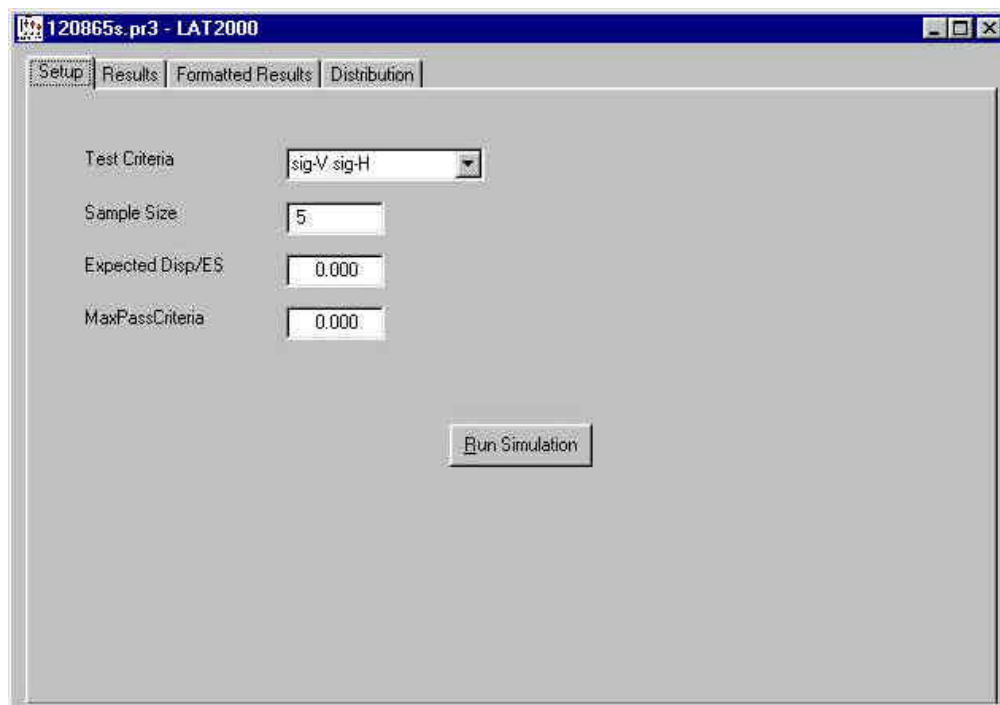 120865s.pr3 - LAT2000
Setup Results Formatted Results Distribution
Test Criteria sig-V sig-H
Sample Size 5
Expected Disp/ES 0.000
MaxPassCriteria 0.000
Run Simulation